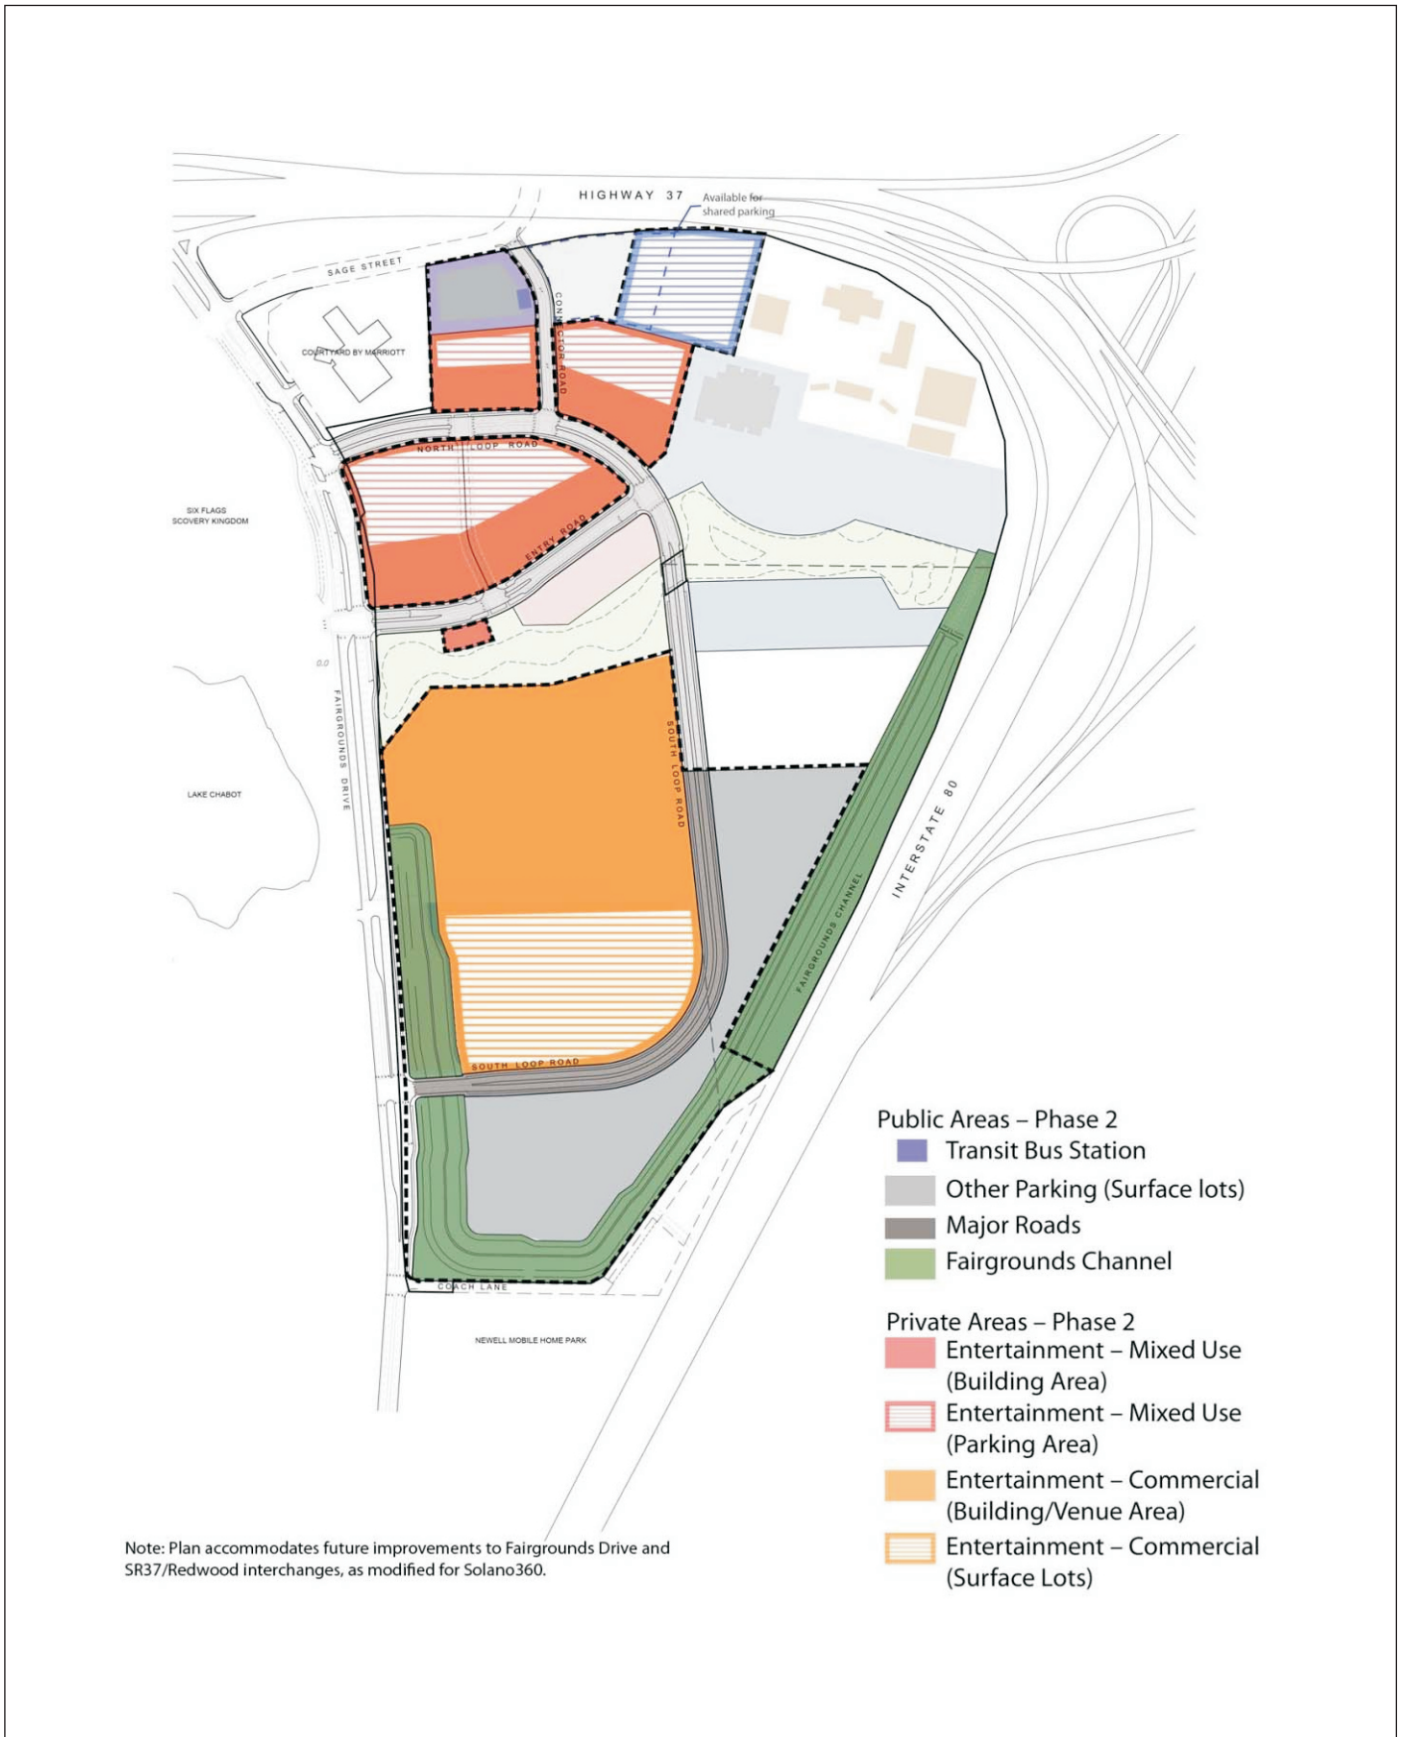 HIGHWAY 37
Available for
shared parking
SAGE STREET
CONNECTOR ROAD
COURTYARD BY MARRIOTT
NORTH LOOP ROAD
SIX FLAGS
SCOVERY KINGDOM
ENTRY ROAD
0.0
FAIRGROUNDS DRIVE
SOUTH LOOP ROAD
LAKE CHABOT
INTERSTATE 80
FAIRGROUNDS CHANNEL
SOUTH LOOP ROAD
COACH LANE
NEWELL MOBILE HOME PARK
Public Areas – Phase 2
Transit Bus Station
Other Parking (Surface lots)
Major Roads
Fairgrounds Channel
Private Areas – Phase 2
Entertainment – Mixed Use
(Building Area)
Entertainment – Mixed Use
(Parking Area)
Entertainment – Commercial
(Building/Venue Area)
Entertainment – Commercial
(Surface Lots)
Note: Plan accommodates future improvements to Fairgrounds Drive and
SR37/Redwood interchanges, as modified for Solano360.